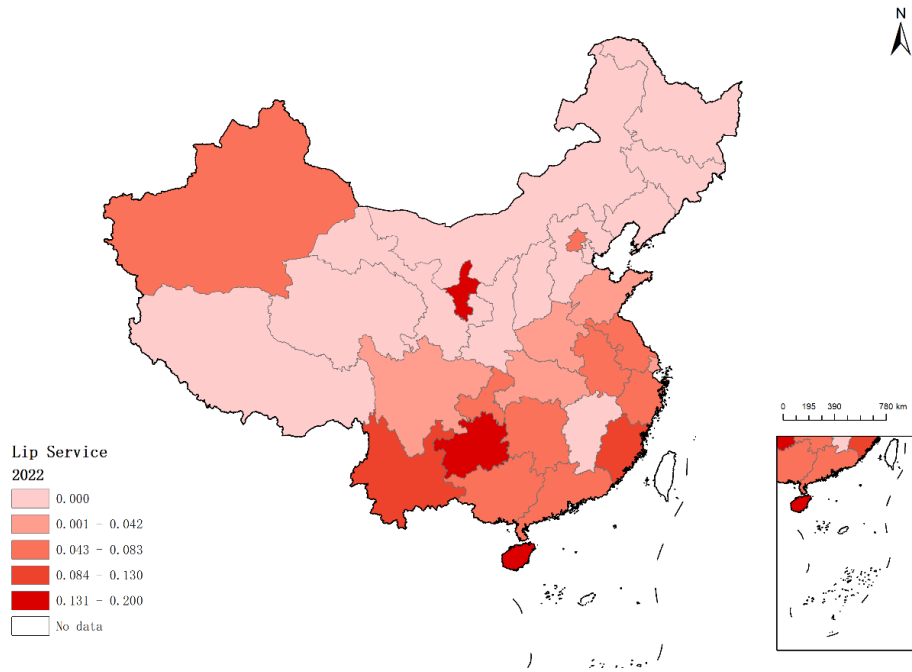 N
0 195 390 780 km
Lip Service
2022
0.000
0.001 - 0.042
0.043 - 0.083
0.084 - 0.130
0.131 - 0.200
No data